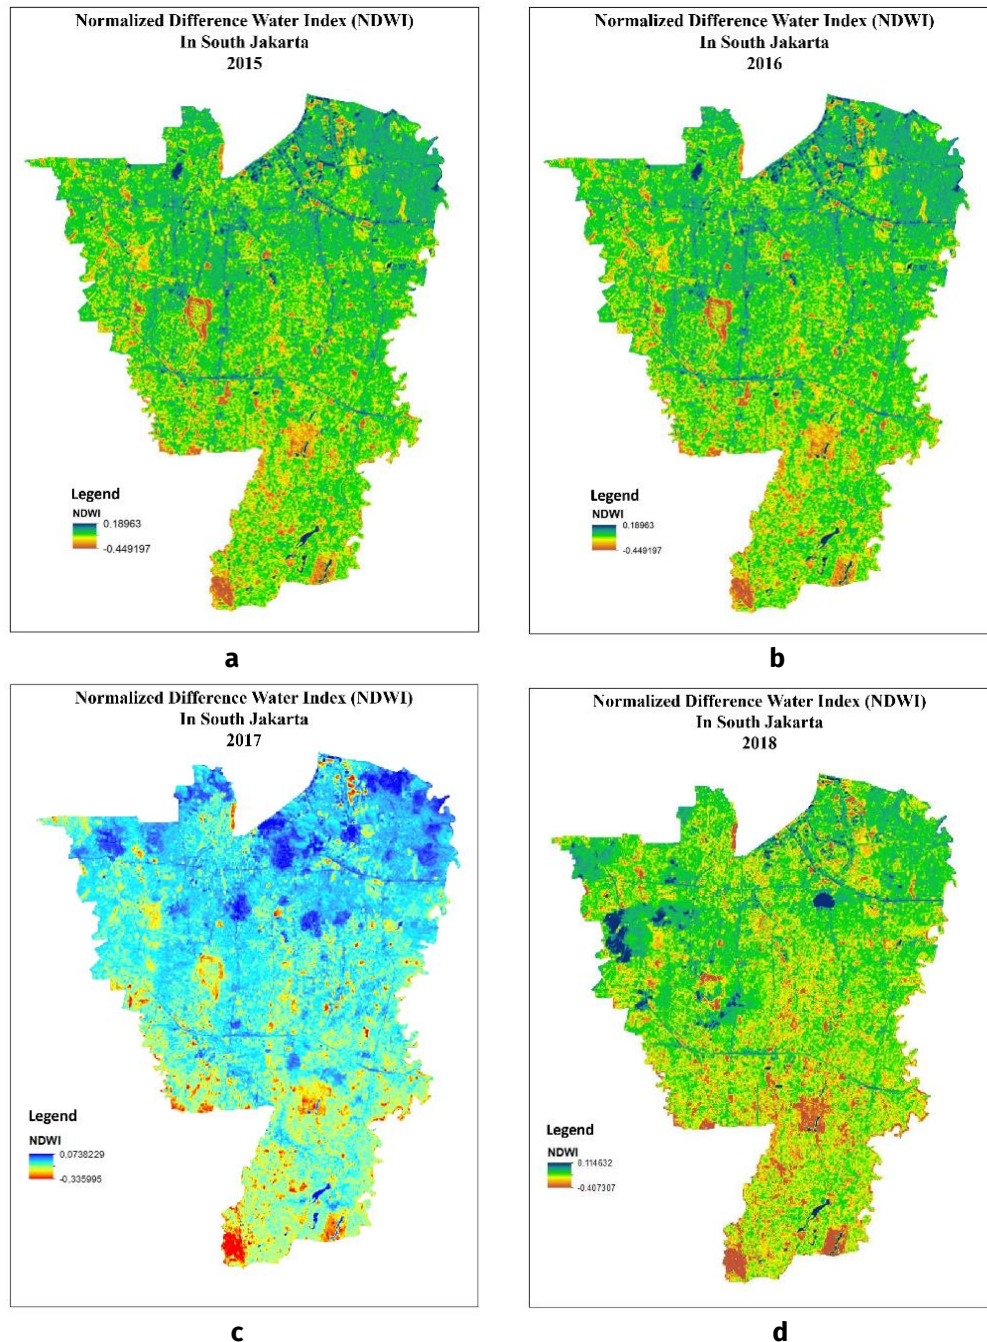 Normalized Difference Water Index (NDWI)
In South Jakarta
2015
Legend
NDWI
0.18963
-0.449197
a
Normalized Difference Water Index (NDWI)
In South Jakarta
2016
Legend
NDWI
0.18963
-0.449197
b
Normalized Difference Water Index (NDWI)
In South Jakarta
2017
Legend
NDWI
0,0738229
-0,335995
c
Normalized Difference Water Index (NDWI)
In South Jakarta
2018
Legend
NDWI
0.114632
-0.407307
d